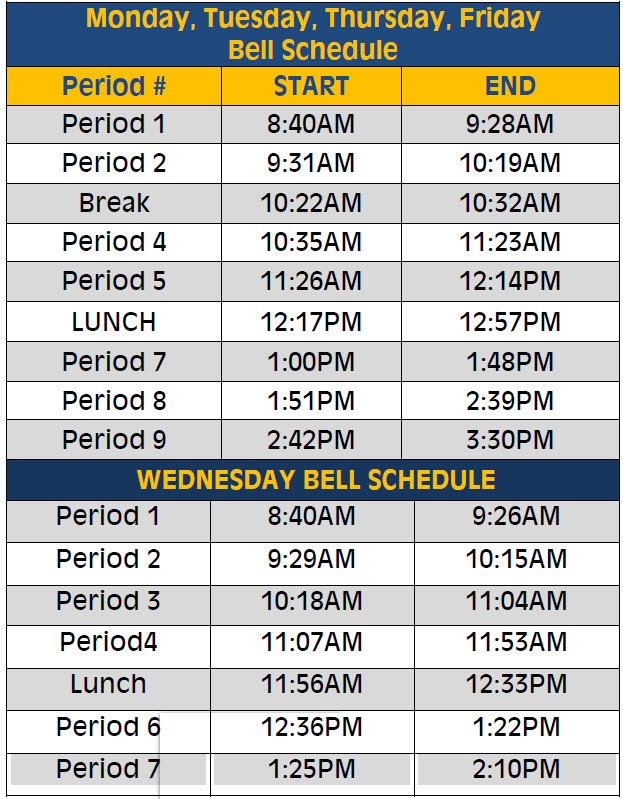 Monday, Tuesday, Thursday, Friday
Bell Schedule
Period # START END
Period 1 8:40AM 9:28AM
Period 2 9:31AM 10:19AM
Break 10:22AM 10:32AM
Period 4 10:35AM 11:23AM
Period 5 11:26AM 12:14PM
LUNCH 12:17PM 12:57PM
Period 7 1:00PM 1:48PM
Period 8 1:51PM 2:39PM
Period 9 2:42PM 3:30PM
WEDNESDAY BELL SCHEDULE
Period 1 8:40AM 9:26AM
Period 2 9:29AM 10:15AM
Period 3 10:18AM 11:04AM
Period4 11:07AM 11:53AM
Lunch 11:56AM 12:33PM
Period 6 12:36PM 1:22PM
Period 7 1:25PM 2:10PM